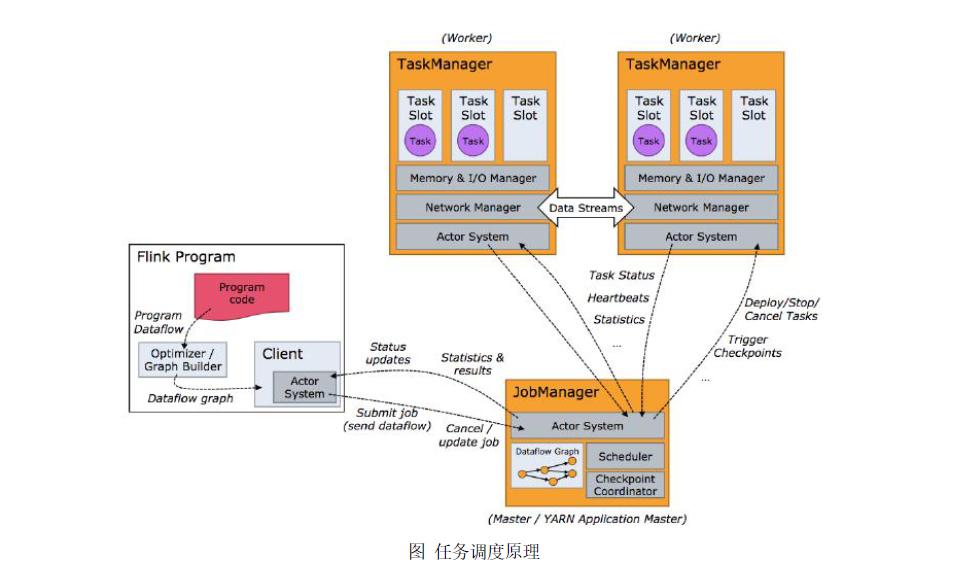 (Worker)
(Worker)
TaskManager
TaskManager
Task
Slot
Task
Task
Slot
Task
Task
Slot
Task
Slot
Task
Task
Slot
Task
Task
Slot
Memory & I/O Manager
Memory & I/O Manager
Network Manager
Data Streams
Network Manager
Actor System
Actor System
Flink Program
Program
code
Program
Dataflow
Optimizer /
Graph Builder
Dataflow graph
Client
Actor
System
Status
updates
Statistics &
results
Submit job
(send dataflow)
Cancel /
update job
Task Status
Heartbeats
Statistics
...
Deploy/Stop/
Cancel Tasks
Trigger
Checkpoints
...
JobManager
Actor System
Dataflow Graph
Scheduler
Checkpoint
Coordinator
(Master / YARN Application Master)
图 任务调度原理